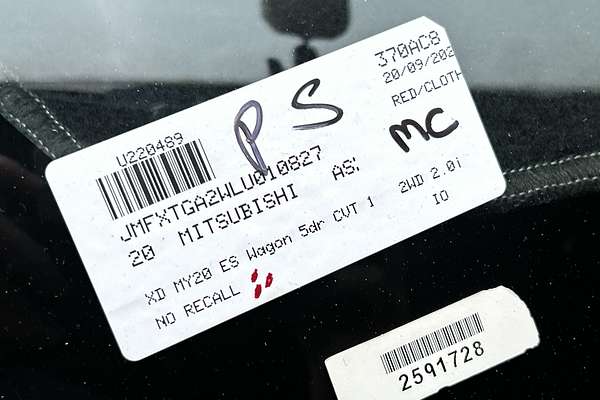 370AC8
20/09/202
RED/CLOTH
PS
MC
U220489
JMFXTGA2WLU010827
20 MITSUBISHI AS
XD MY20 ES Wagon 5dr CVT 1 2WD 2.0i
NO RECALL IO
2591728